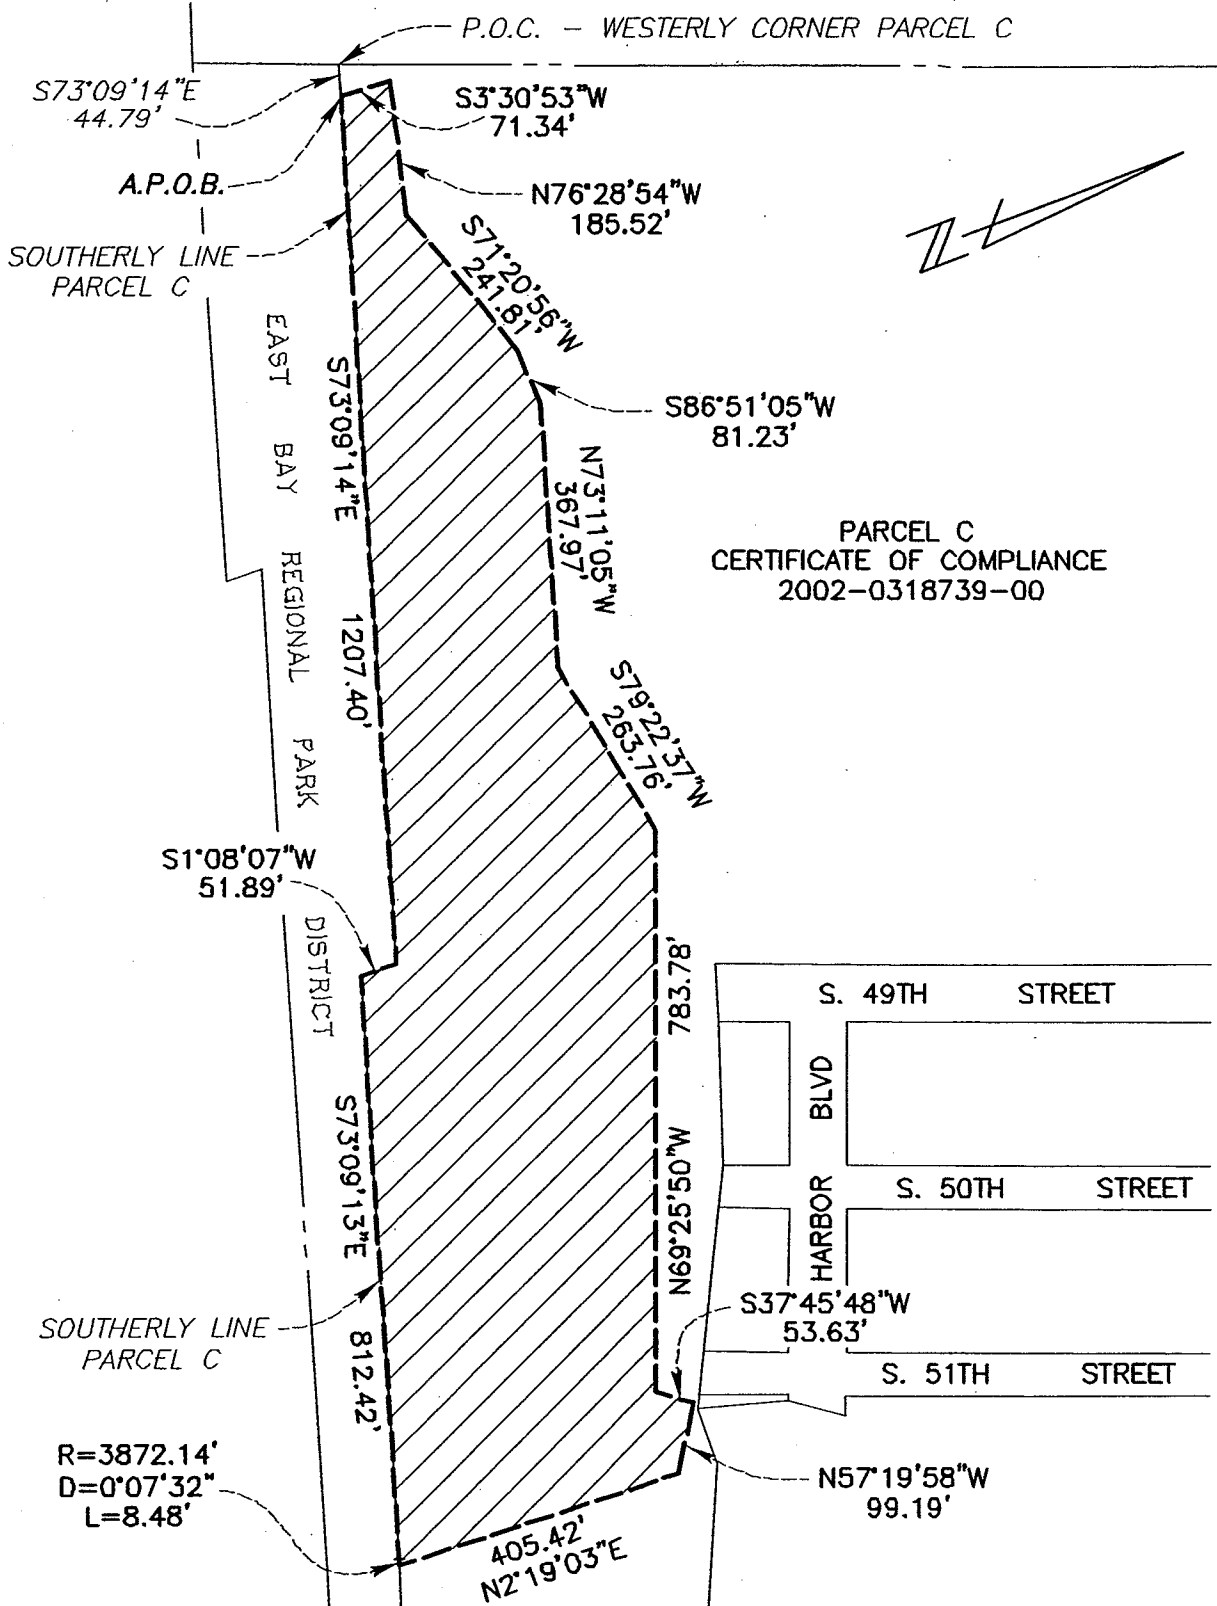 P.O.C. - WESTERLY CORNER PARCEL C
S73°09'14"E
44.79'
S3°30'53"W
71.34'
A.P.O.B.
N76°28'54"W
185.52'
SOUTHERLY LINE
PARCEL C
S71°20'56"W
241.81'
EAST BAY REGIONAL PARK DISTRICT
S73°09'14"E 1207.40'
S86°51'05"W
81.23'
N73°11'05"W
367.97'
PARCEL C
CERTIFICATE OF COMPLIANCE
2002-0318739-00
S79°22'37"W
263.76'
S1°08'07"W
51.89'
N69°25'50"W 783.78'
S. 49TH STREET
HARBOR BLVD
S. 50TH STREET
S73°09'13"E 812.42'
S37°45'48"W
53.63'
SOUTHERLY LINE
PARCEL C
S. 51TH STREET
R=3872.14'
D=0°07'32"
L=8.48'
N57°19'58"W
99.19'
405.42'
N2°19'03"E
N